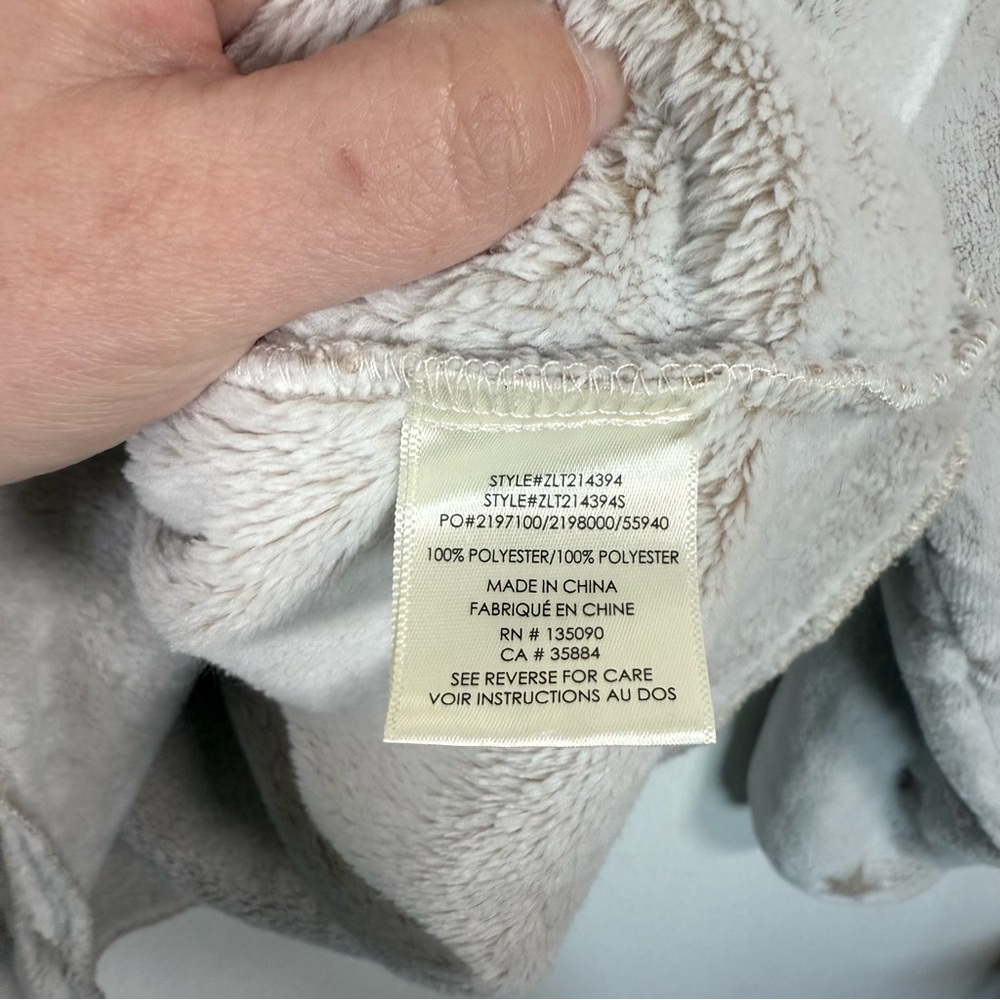 STYLE#ZLT214394
STYLE#ZLT214394S
PO#2197100/2198000/55940
100% POLYESTER/100% POLYESTER
MADE IN CHINA
FABRIQUÉ EN CHINE
RN # 135090
CA # 35884
SEE REVERSE FOR CARE
VOIR INSTRUCTIONS AU DOS